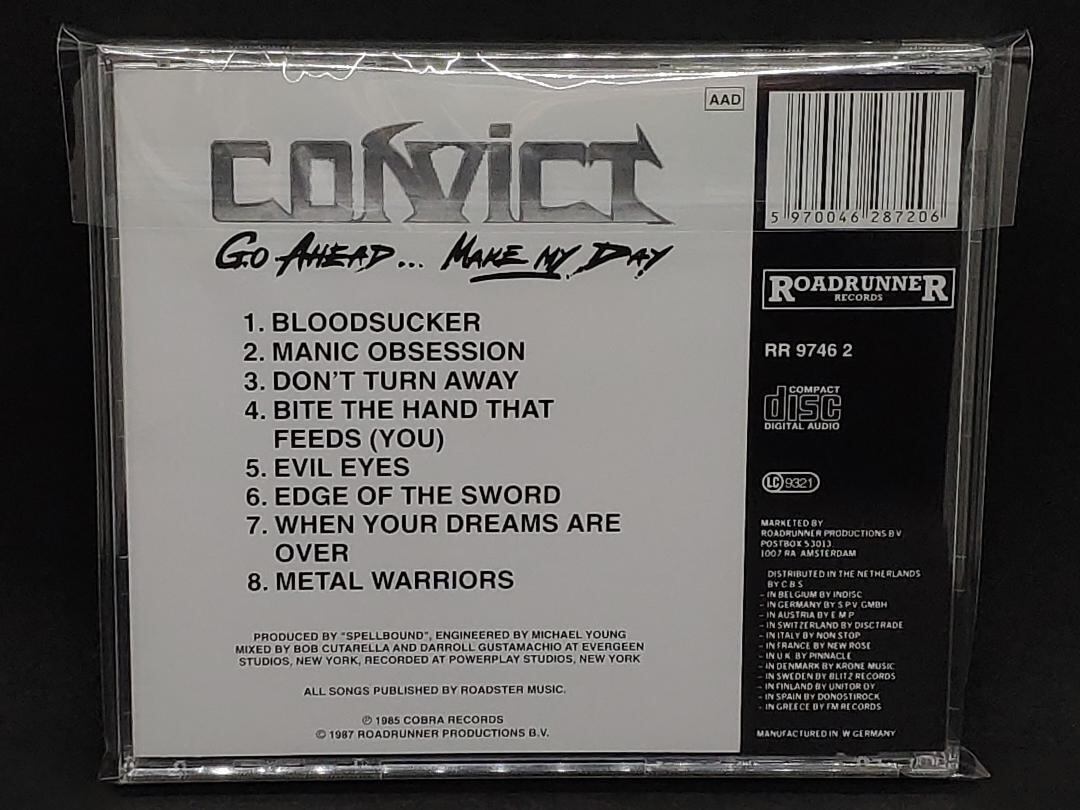 AAD
CONVICT
GO AHEAD... MAKE MY DAY
1. BLOODSUCKER
2. MANIC OBSESSION
3. DON'T TURN AWAY
4. BITE THE HAND THAT
FEEDS (YOU)
5. EVIL EYES
6. EDGE OF THE SWORD
7. WHEN YOUR DREAMS ARE
OVER
8. METAL WARRIORS
PRODUCED BY "SPELLBOUND", ENGINEERED BY MICHAEL YOUNG
MIXED BY BOB CUTARELLA AND DARROLL GUSTAMACHIO AT EVERGEEN
STUDIOS, NEW YORK, RECORDED AT POWERPLAY STUDIOS, NEW YORK
ALL SONGS PUBLISHED BY ROADSTER MUSIC.
℗ 1985 COBRA RECORDS
© 1987 ROADRUNNER PRODUCTIONS B.V.
5 970046 287206
ROADRUNNER
RECORDS
RR 9746 2
COMPACT
disc
DIGITAL AUDIO
LC 9321
MARKETED BY
ROADRUNNER PRODUCTIONS B V
POSTBOX 53013
1007 RA AMSTERDAM
DISTRIBUTED IN THE NETHERLANDS
BY C B S
- IN BELGIUM BY INDISC
- IN GERMANY BY S P V GMBH
- IN AUSTRIA BY E M P
- IN SWITZERLAND BY DISCTRADE
- IN ITALY BY NON STOP
- IN FRANCE BY NEW ROSE
- IN U K BY PINNACLE
- IN DENMARK BY KRONE MUSIC
- IN SWEDEN BY BLITZ RECORDS
- IN FINLAND BY UNITOR OY
- IN SPAIN BY DONOSTIROCK
- IN GREECE BY FM RECORDS
MANUFACTURED IN W GERMANY